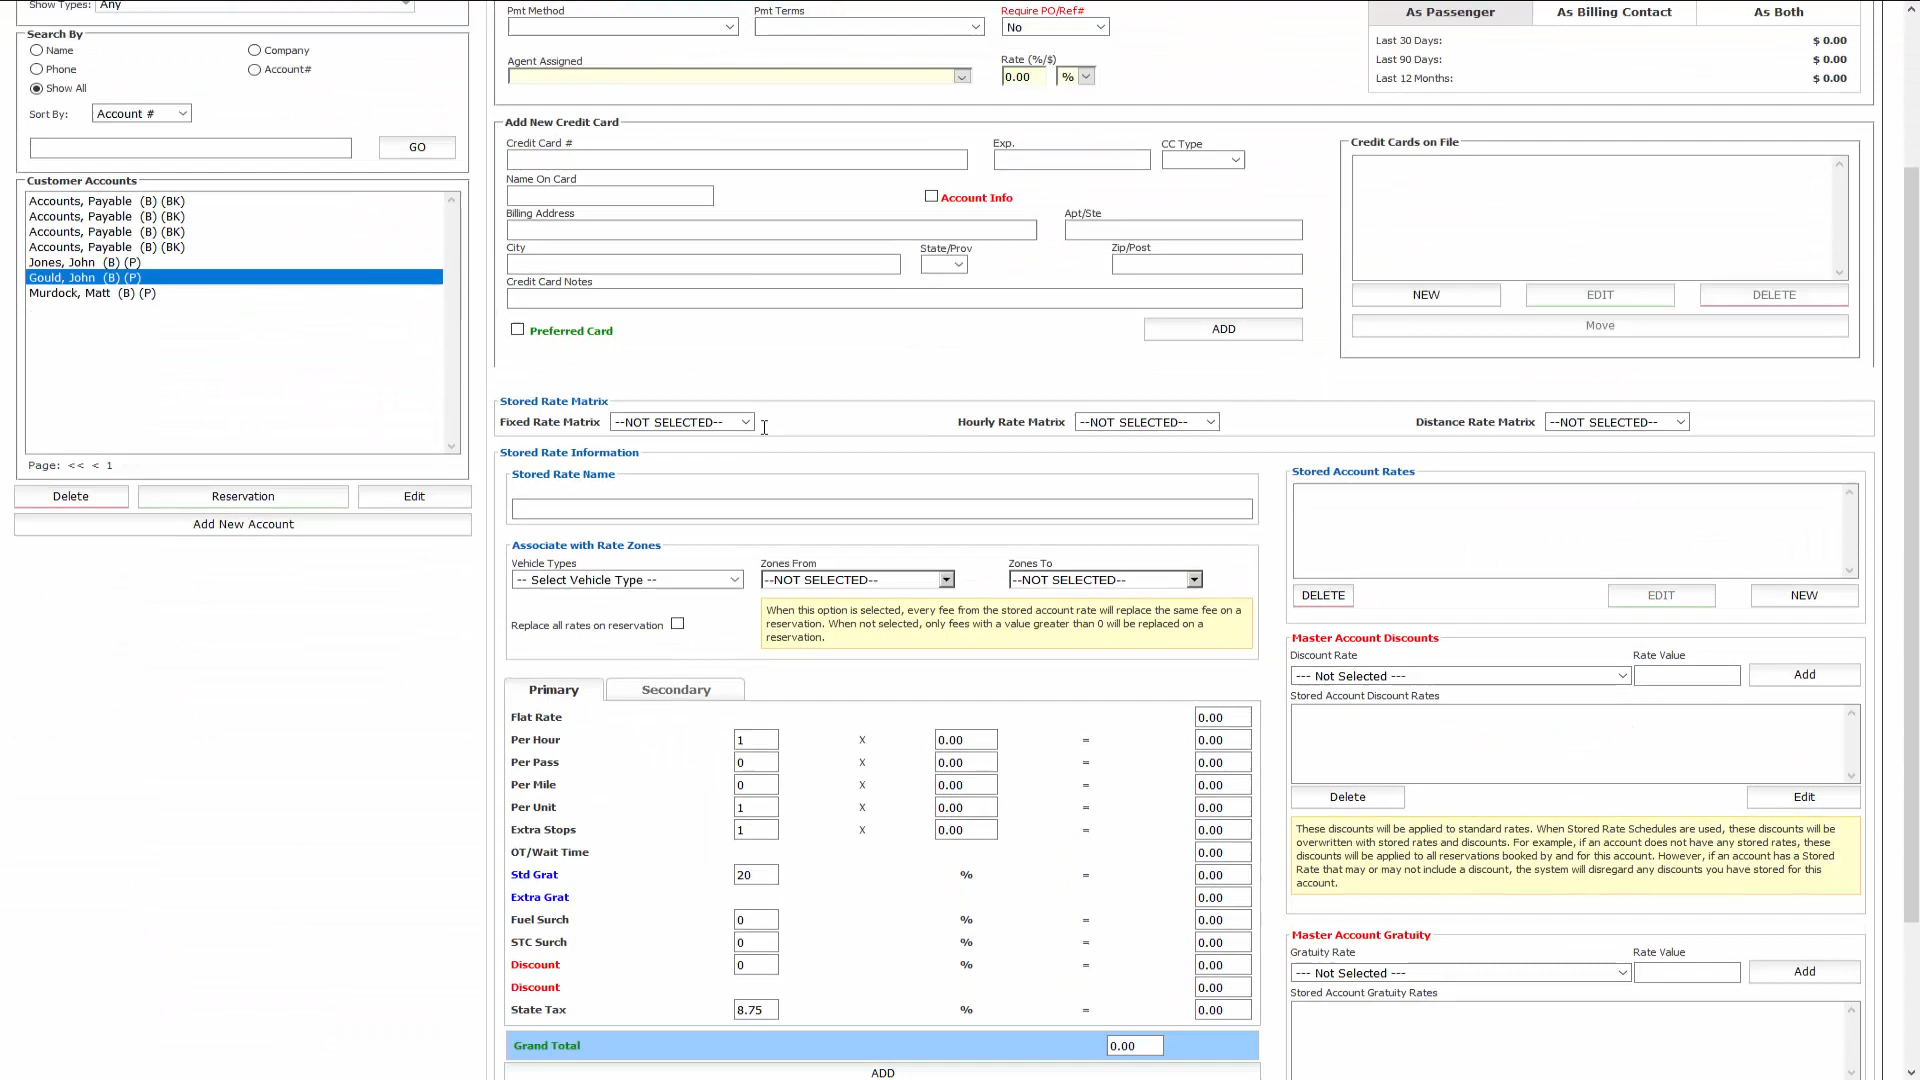 Show Types: Any
Search By
Name
Company
Phone
Account#
Show All
Sort By: Account #
GO
Customer Accounts
Accounts, Payable (B) (BK)
Accounts, Payable (B) (BK)
Accounts, Payable (B) (BK)
Accounts, Payable (B) (BK)
Jones, John (B) (P)
Gould, John (B) (P)
Murdock, Matt (B) (P)
Page: << < 1
Delete Reservation Edit
Add New Account
Pmt Method Pmt Terms Require PO/Ref#
No
Agent Assigned Rate (%/$)
0.00 %
As Passenger As Billing Contact As Both
Last 30 Days: $ 0.00
Last 90 Days: $ 0.00
Last 12 Months: $ 0.00
Add New Credit Card
Credit Card # Exp. CC Type
Name On Card
Account Info
Billing Address Apt/Ste
City State/Prov Zip/Post
Credit Card Notes
Preferred Card ADD
Credit Cards on File
NEW EDIT DELETE
Move
Stored Rate Matrix
Fixed Rate Matrix --NOT SELECTED-- Hourly Rate Matrix --NOT SELECTED-- Distance Rate Matrix --NOT SELECTED--
Stored Rate Information
Stored Rate Name
Associate with Rate Zones
Vehicle Types Zones From Zones To
-- Select Vehicle Type -- --NOT SELECTED-- --NOT SELECTED--
Replace all rates on reservation
When this option is selected, every fee from the stored account rate will replace the same fee on a
reservation. When not selected, only fees with a value greater than 0 will be replaced on a
reservation.
Primary Secondary
Flat Rate 0.00
Per Hour 1 X 0.00 = 0.00
Per Pass 0 X 0.00 = 0.00
Per Mile 0 X 0.00 = 0.00
Per Unit 1 X 0.00 = 0.00
Extra Stops 1 X 0.00 = 0.00
OT/Wait Time 0.00
Std Grat 20 % = 0.00
Extra Grat 0.00
Fuel Surch 0 % = 0.00
STC Surch 0 % = 0.00
Discount 0 % = 0.00
Discount 0.00
State Tax 8.75 % = 0.00
Grand Total 0.00
ADD
Stored Account Rates
DELETE EDIT NEW
Master Account Discounts
Discount Rate Rate Value
--- Not Selected --- Add
Stored Account Discount Rates
Delete Edit
These discounts will be applied to standard rates. When Stored Rate Schedules are used, these discounts will be
overwritten with stored rates and discounts. For example, if an account does not have any stored rates, these
discounts will be applied to all reservations booked by and for this account. However, if an account has a Stored
Rate that may or may not include a discount, the system will disregard any discounts you have stored for this
account.
Master Account Gratuity
Gratuity Rate Rate Value
--- Not Selected --- Add
Stored Account Gratuity Rates